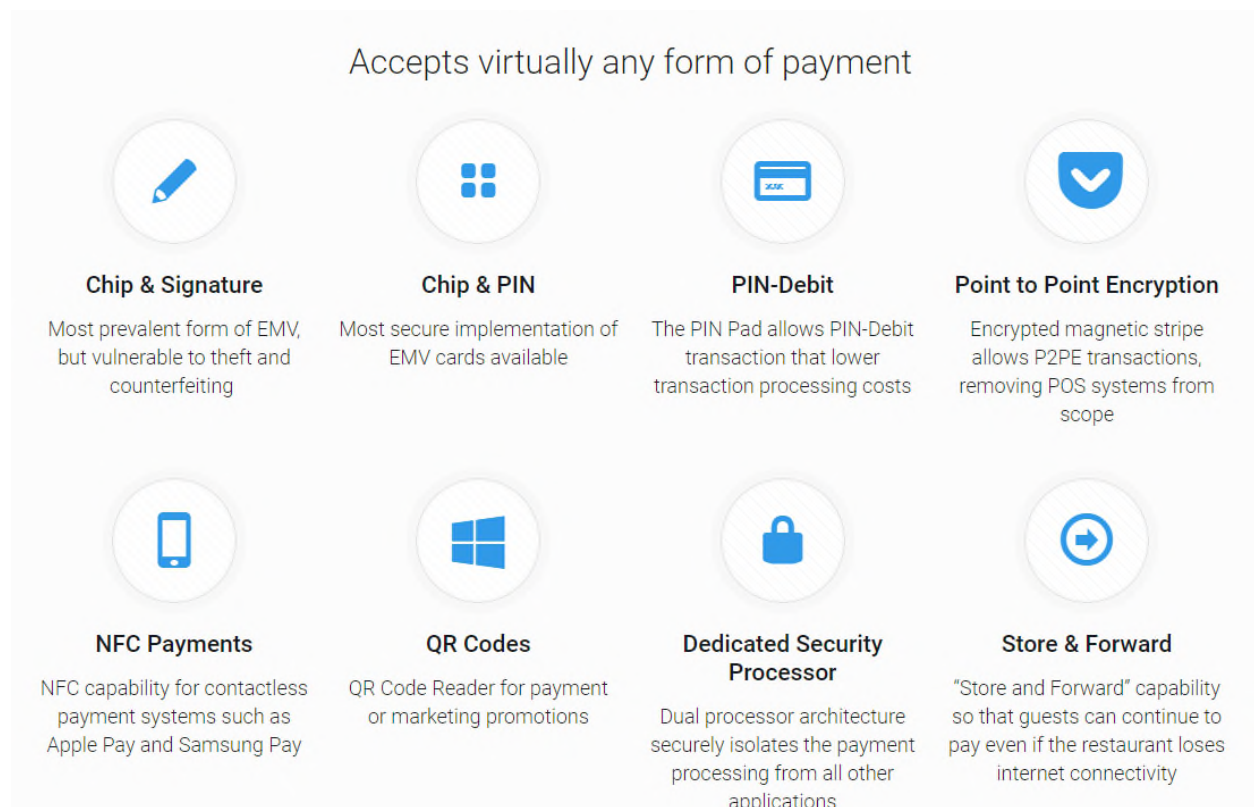 Accepts virtually any form of payment
Chip & Signature
Most prevalent form of EMV,
but vulnerable to theft and
counterfeiting
Chip & PIN
Most secure implementation of
EMV cards available
PIN-Debit
The PIN Pad allows PIN-Debit
transaction that lower
transaction processing costs
Point to Point Encryption
Encrypted magnetic stripe
allows P2PE transactions,
removing POS systems from
scope
NFC Payments
NFC capability for contactless
payment systems such as
Apple Pay and Samsung Pay
QR Codes
QR Code Reader for payment
or marketing promotions
Dedicated Security
Processor
Dual processor architecture
securely isolates the payment
processing from all other
applications
Store & Forward
“Store and Forward” capability
so that guests can continue to
pay even if the restaurant loses
internet connectivity